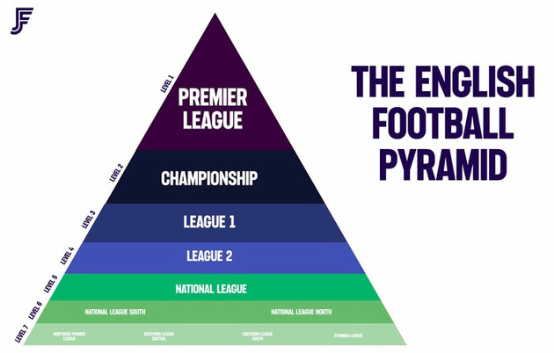 THE ENGLISH
FOOTBALL
PYRAMID
LEVEL 1
PREMIER
LEAGUE
LEVEL 2
CHAMPIONSHIP
LEVEL 3
LEAGUE 1
LEVEL 4
LEAGUE 2
LEVEL 5
NATIONAL LEAGUE
LEVEL 6
NATIONAL LEAGUE SOUTH
NATIONAL LEAGUE NORTH
LEVEL 7
NORTHERN PREMIER
LEAGUE
SOUTHERN LEAGUE
CENTRAL
SOUTHERN LEAGUE
SOUTH
ISTHMIAN LEAGUE